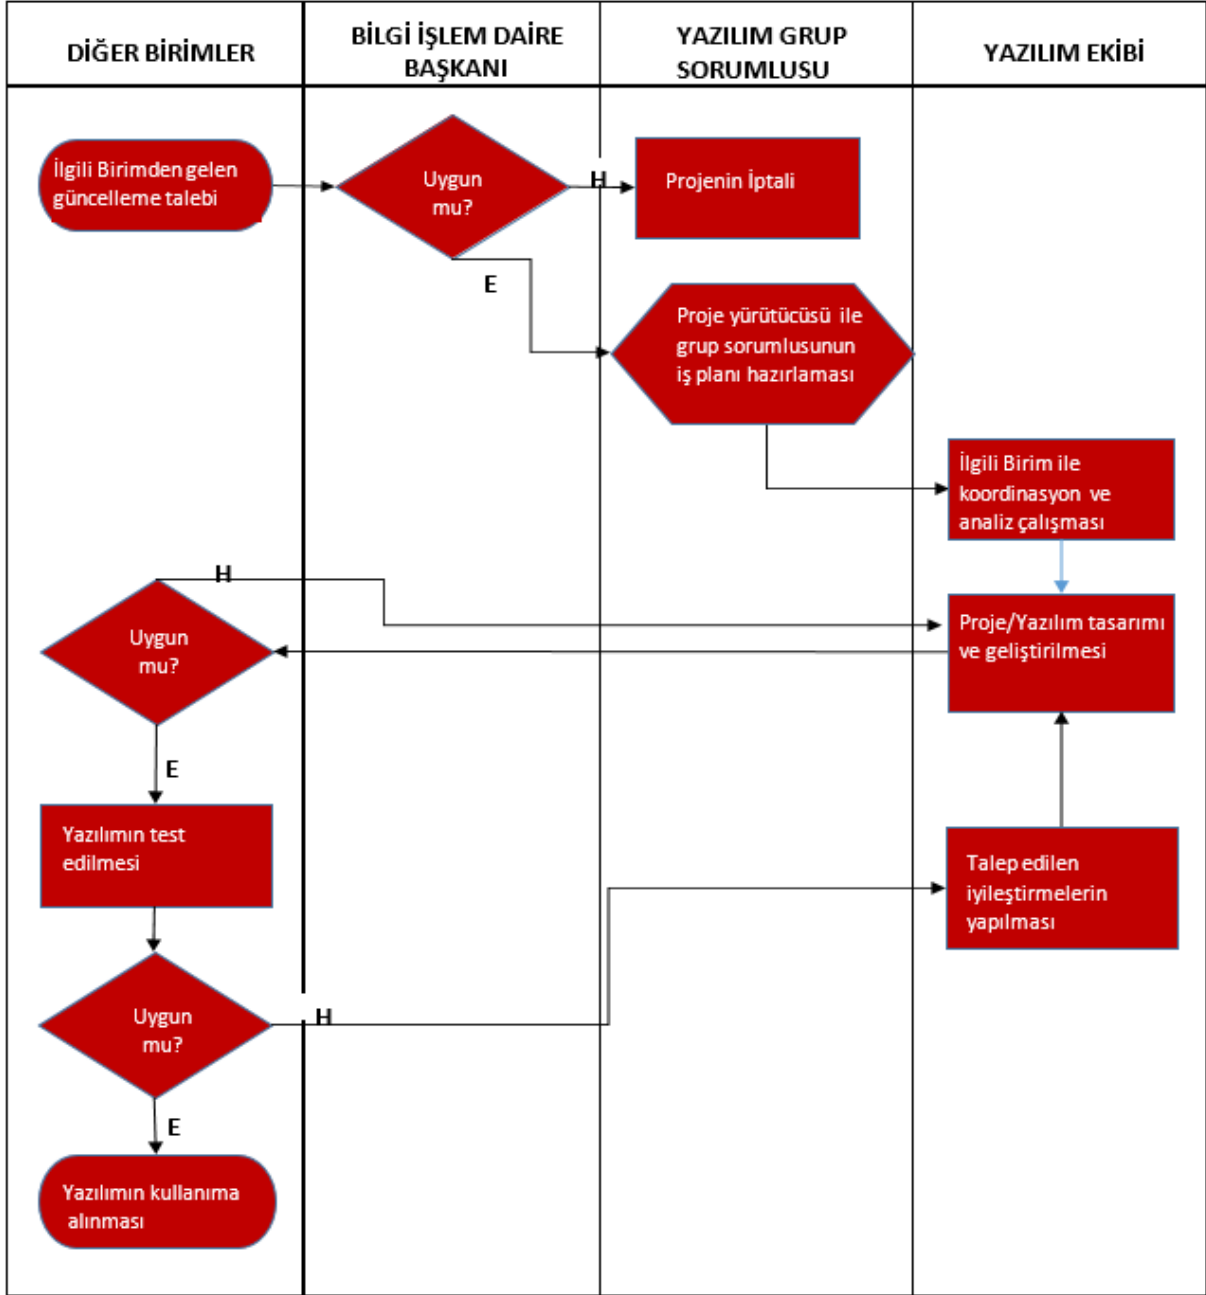 DİĞER BİRİMLER
BİLGİ İŞLEM DAİRE
BAŞKANI
YAZILIM GRUP
SORUMLUSU
YAZILIM EKİBİ
İlgili Birimden gelen
güncelleme talebi
Uygun
mu?
H
Projenin İptali
E
Proje yürütücüsü ile
grup sorumlusunun
iş planı hazırlaması
İlgili Birim ile
koordinasyon ve
analiz çalışması
H
Uygun
mu?
Proje/Yazılım tasarımı
ve geliştirilmesi
E
Yazılımın test
edilmesi
Talep edilen
iyileştirmelerin
yapılması
Uygun
mu?
H
E
Yazılımın kullanıma
alınması